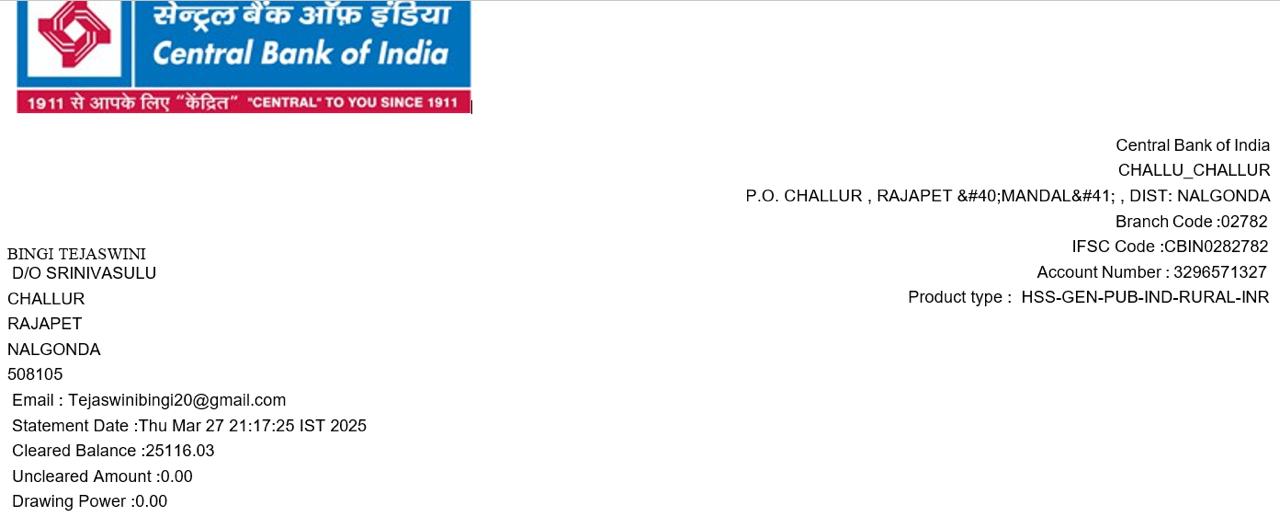 सेन्ट्रल बैंक ऑफ़ इंडिया
Central Bank of India
1911 से आपके लिए “केंद्रित” "CENTRAL" TO YOU SINCE 1911
Central Bank of India
CHALLU_CHALLUR
P.O. CHALLUR , RAJAPET &#40;MANDAL&#41; , DIST: NALGONDA
Branch Code :02782
IFSC Code :CBIN0282782
Account Number : 3296571327
Product type : HSS-GEN-PUB-IND-RURAL-INR
BINGI TEJASWINI
D/O SRINIVASULU
CHALLUR
RAJAPET
NALGONDA
508105
Email : Tejaswinibingi20@gmail.com
Statement Date :Thu Mar 27 21:17:25 IST 2025
Cleared Balance :25116.03
Uncleared Amount :0.00
Drawing Power :0.00